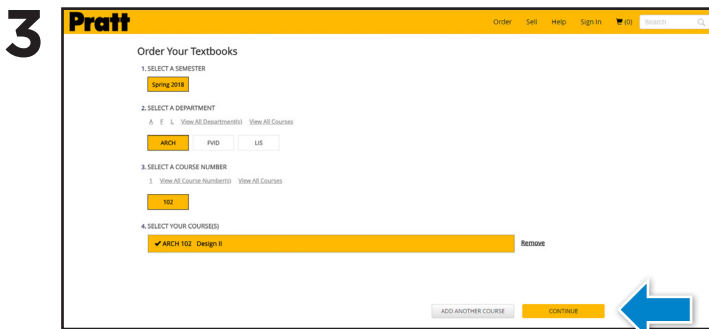 3
Pratt
Order Sell Help Sign In (0) Search
Order Your Textbooks
1. SELECT A SEMESTER
Spring 2018
2. SELECT A DEPARTMENT
A F L View All Department(s) View All Courses
ARCH FVID LIS
3. SELECT A COURSE NUMBER
1 View All Course Number(s) View All Courses
102
4. SELECT YOUR COURSE(S)
✔ ARCH 102 Design II Remove
ADD ANOTHER COURSE CONTINUE